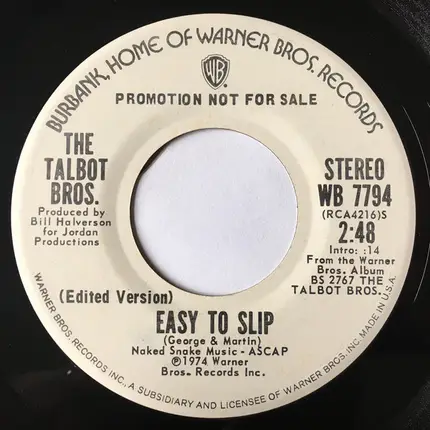 BURBANK, HOME OF WARNER BROS. RECORDS
WB
PROMOTION NOT FOR SALE
THE
TALBOT
BROS.
Produced by
Bill Halverson
for Jordan
Productions
STEREO
WB 7794
(RCA4216)S
2:48
Intro: :14
From the Warner
Bros. Album
BS 2767 THE
TALBOT BROS.
(Edited Version)
EASY TO SLIP
(George & Martin)
Naked Snake Music - ASCAP
Ⓟ1974 Warner
Bros. Records Inc.
WARNER BROS. RECORDS INC., A SUBSIDIARY AND LICENSEE OF WARNER BROS. INC. MADE IN U.S.A.